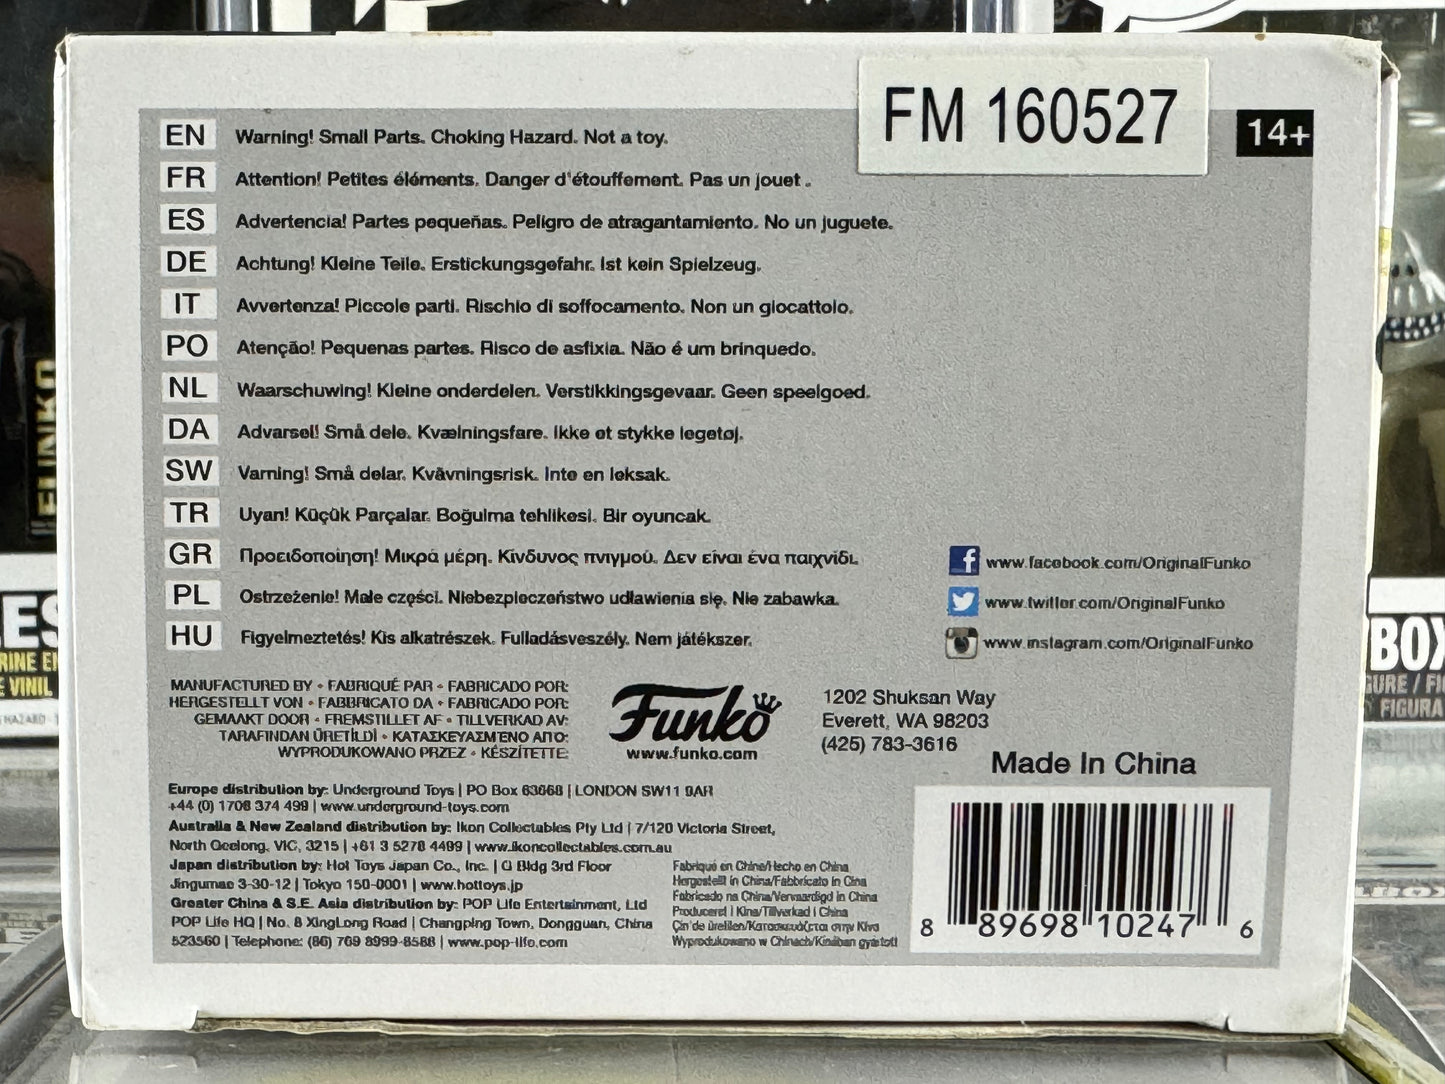 FM 160527
14+
EN Warning! Small Parts. Choking Hazard. Not a toy.
FR Attention! Petites éléments. Danger d'étouffement. Pas un jouet .
ES Advertencia! Partes pequeñas. Peligro de atragantamiento. No un juguete.
DE Achtung! Kleine Teile. Erstickungsgefahr. Ist kein Spielzeug.
IT Avvertenza! Piccole parti. Rischio di soffocamento. Non un giocattolo.
PO Atenção! Pequenas partes. Risco de asfixia. Não é um brinquedo.
NL Waarschuwing! Kleine onderdelen. Verstikkingsgevaar. Geen speelgoed.
DA Advarsel! Små dele. Kvælningsfare. Ikke et stykke legetøj.
SW Varning! Små delar. Kvävningsrisk. Inte en leksak.
TR Uyan! Küçük Parçalar. Boğulma tehlikesi. Bir oyuncak.
GR Προειδοποίηση! Μικρά μέρη. Κίνδυνος πνιγμού. Δεν είναι ένα παιχνίδι.
PL Ostrzeżenie! Małe części. Niebezpieczeństwo udławienia się. Nie zabawka.
HU Figyelmeztetés! Kis alkatrészek. Fulladásveszély. Nem játékszer.
www.facebook.com/OriginalFunko
www.twitter.com/OriginalFunko
www.instagram.com/OriginalFunko
MANUFACTURED BY • FABRIQUÉ PAR • FABRICADO POR:
HERGESTELLT VON • FABBRICATO DA • FABRICADO POR:
GEMAAKT DOOR • FREMSTILLET AF • TILLVERKAD AV:
TARAFINDAN ÜRETİLDİ • ΚΑΤΑΣΚΕΥΑΣΜΈΝΟ ΑΠΌ:
WYPRODUKOWANO PRZEZ • KÉSZÍTETTE:
Funko
www.funko.com
1202 Shuksan Way
Everett, WA 98203
(425) 783-3616
Made In China
Europe distribution by: Underground Toys | PO Box 63668 | LONDON SW11 9AR
+44 (0) 1708 374 499 | www.underground-toys.com
Australia & New Zealand distribution by: Ikon Collectables Pty Ltd | 7/120 Victoria Street,
North Geelong, VIC, 3215 | +61 3 5278 4499 | www.ikoncollectables.com.au
Japan distribution by: Hot Toys Japan Co., Inc. | Q Bldg 3rd Floor
Jingumae 3-30-12 | Tokyo 150-0001 | www.hottoys.jp
Greater China & S.E. Asia distribution by: POP Life Entertainment, Ltd
POP Life HQ | No. 8 XingLong Road | Changping Town, Dongguan, China
523560 | Telephone: (86) 769 8999-8588 | www.pop-life.com
Fabriqué en Chine/Hecho en China
Hergestellt in China/Fabbricato in Cina
Fabricado na China/Vervaardigd in China
Producerel i Kina/Tillverkad i China
Çin'de üretilen/Κατασκευάζεται στην Κίνα
Wyprodukowano w Chinach/Kínában gyártott
8 89698 10247 6
FUNKO
RINE
VINIL
BOX
FIGURA